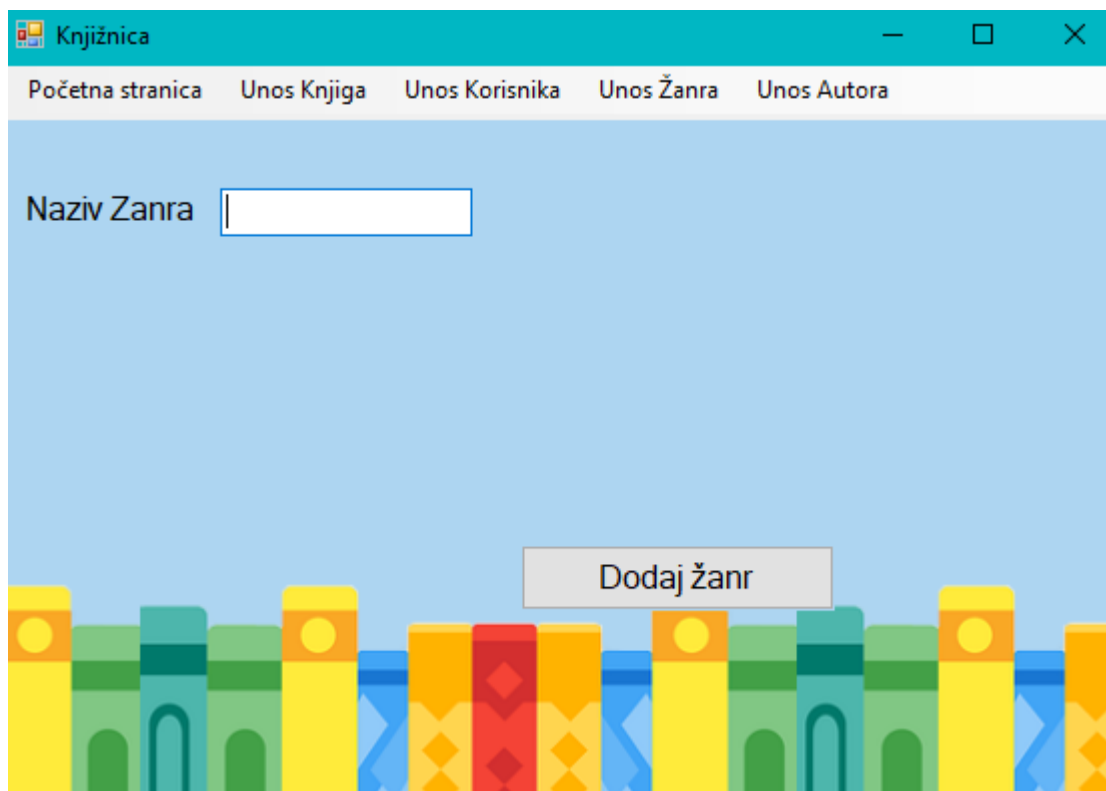 Knjižnica
Početna stranica Unos Knjiga Unos Korisnika Unos Žanra Unos Autora
Naziv Zanra
Dodaj žanr